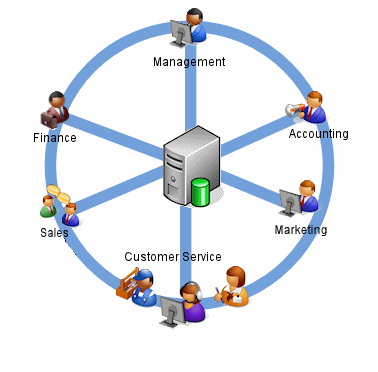 Management
Finance
Accounting
Sales
Marketing
Customer Service